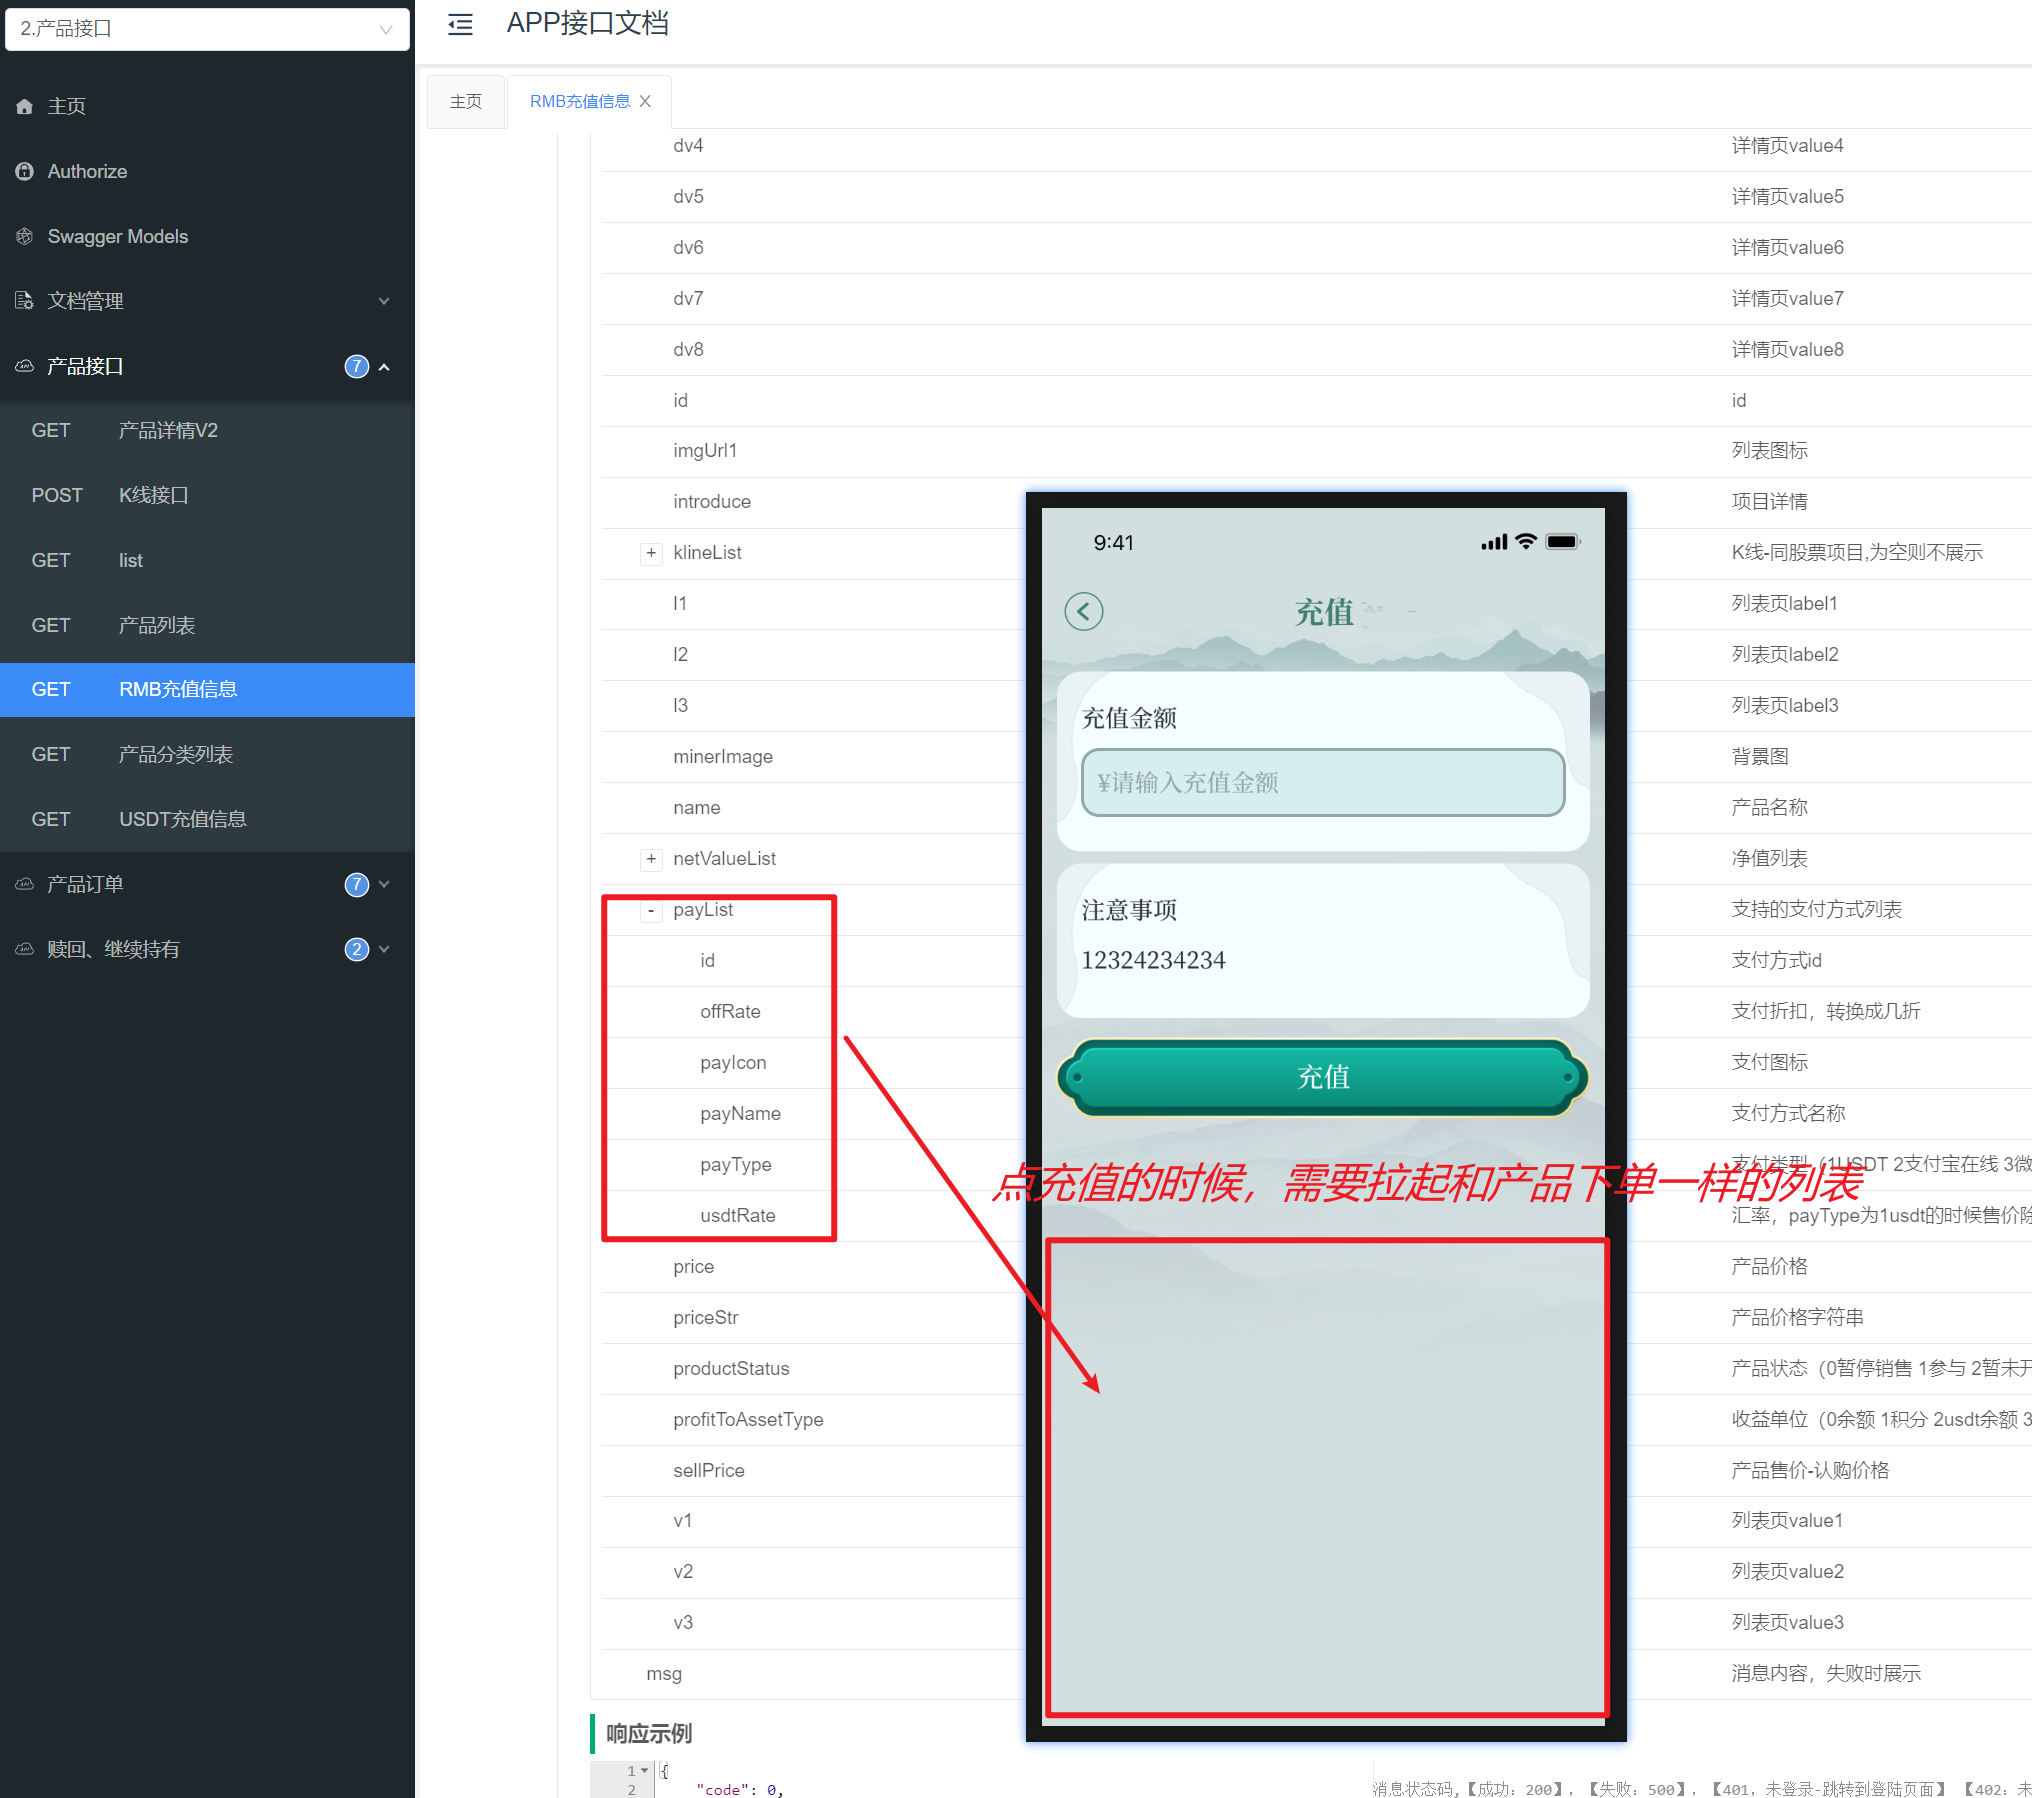 2.产品接口
APP接口文档
主页
RMB充值信息
主页
Authorize
Swagger Models
文档管理
产品接口
7
GET 产品详情V2
POST K线接口
GET list
GET 产品列表
GET RMB充值信息
GET 产品分类列表
GET USDT充值信息
产品订单
7
赎回、继续持有
2
dv4 详情页value4
dv5 详情页value5
dv6 详情页value6
dv7 详情页value7
dv8 详情页value8
id id
imgUrl1 列表图标
introduce 项目详情
+ klineList K线-同股票项目,为空则不展示
l1 列表页label1
l2 列表页label2
l3 列表页label3
minerImage 背景图
name 产品名称
+ netValueList 净值列表
- payList 支持的支付方式列表
id 支付方式id
offRate 支付折扣，转换成几折
payIcon 支付图标
payName 支付方式名称
payType 支付类型（1USDT 2支付宝在线 3微
usdtRate 汇率，payType为1usdt的时候售价除
price 产品价格
priceStr 产品价格字符串
productStatus 产品状态（0暂停销售 1参与 2暂未开
profitToAssetType 收益单位（0余额 1积分 2usdt余额 3
sellPrice 产品售价-认购价格
v1 列表页value1
v2 列表页value2
v3 列表页value3
msg 消息内容，失败时展示
9:41
充值
充值金额
¥请输入充值金额
注意事项
12324234234
充值
点充值的时候，需要拉起和产品下单一样的列表
响应示例
1 {
2 "code": 0, 消息状态码,【成功：200】,【失败：500】,【401，未登录-跳转到登陆页面】【402：未